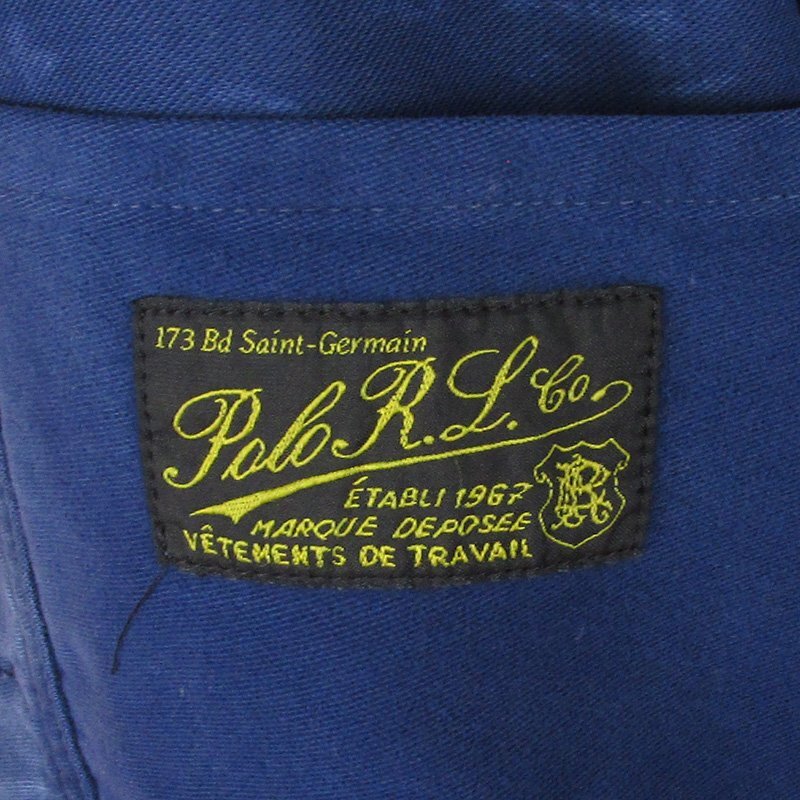 173 Bd Saint-Germain
Polo R.L. Co.
ÉTABLI 1967
MARQUE DEPOSEE
VÊTEMENTS DE TRAVAIL